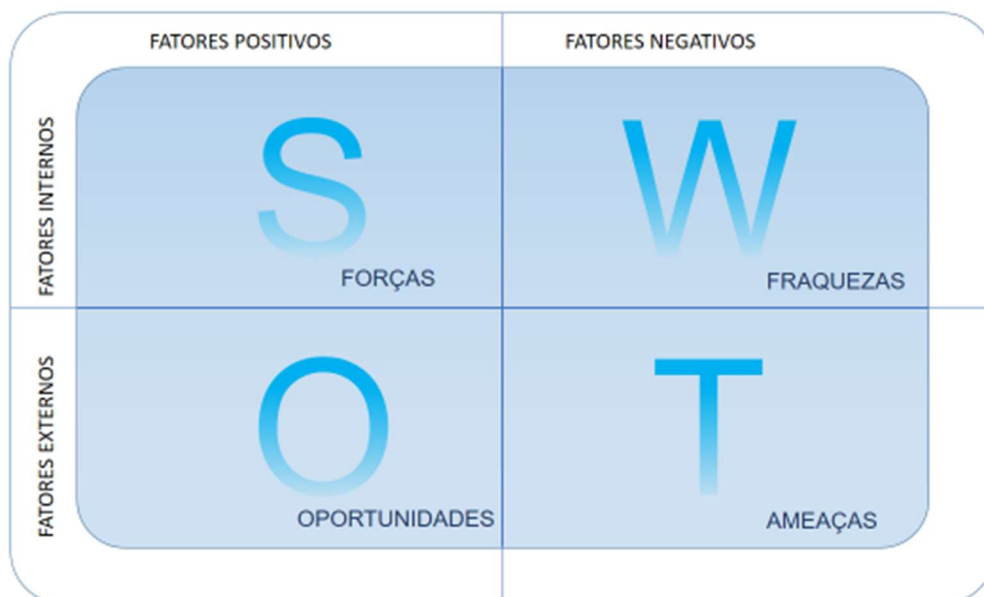 FATORES POSITIVOS
FATORES NEGATIVOS
FATORES INTERNOS
S
FORÇAS
W
FRAQUEZAS
FATORES EXTERNOS
O
OPORTUNIDADES
T
AMEAÇAS